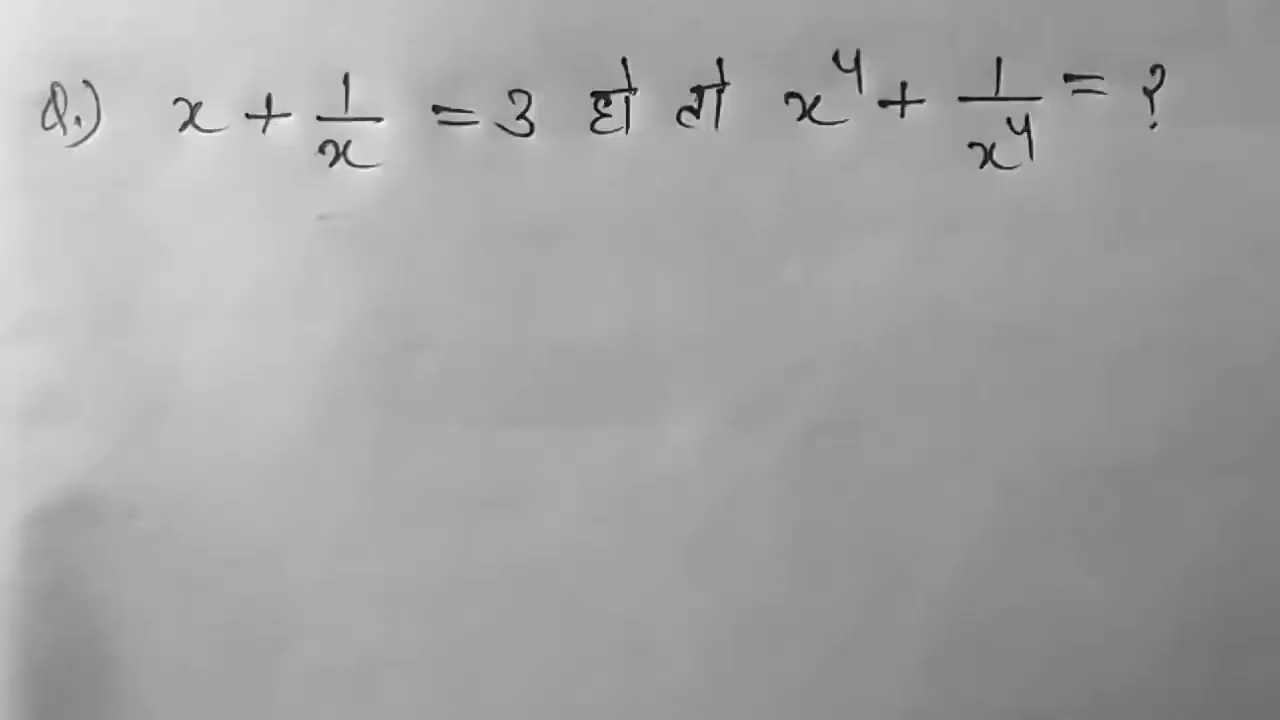 Q.) x + 1/x = 3 हो तो x⁴ + 1/x⁴ = ?